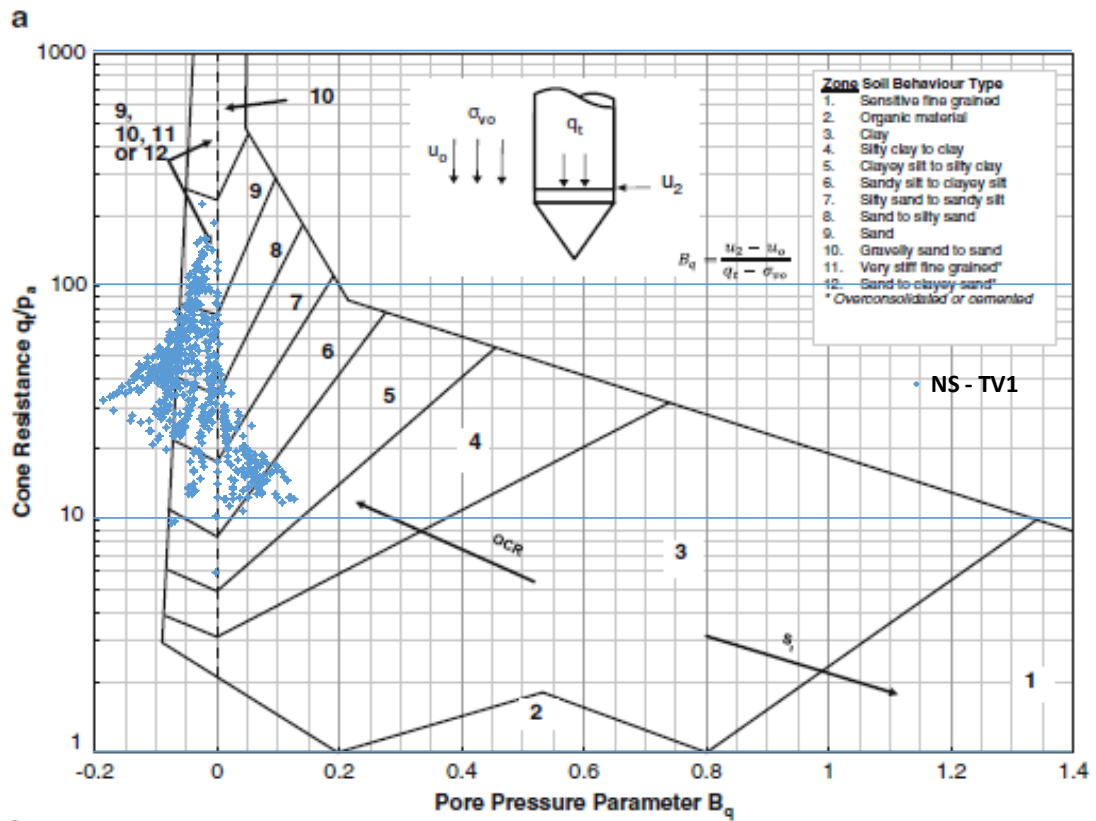 a
1000
100
10
1
Cone Resistance qt/pa
-0.2
0
0.2
0.4
0.6
0.8
1
1.2
1.4
Pore Pressure Parameter Bq
9,
10, 11
or 12
10
9
8
7
6
5
4
3
2
1
OCR
St
σvo
uo
qt
u2
Bq = u2 − uo / qt − σvo
Zone Soil Behaviour Type
1. Sensitive fine grained
2. Organic material
3. Clay
4. Silty clay to clay
5. Clayey silt to silty clay
6. Sandy silt to clayey silt
7. Silty sand to sandy silt
8. Sand to silty sand
9. Sand
10. Gravelly sand to sand
11. Very stiff fine grained*
12. Sand to clayey sand*
* Overconsolidated or cemented
NS - TV1